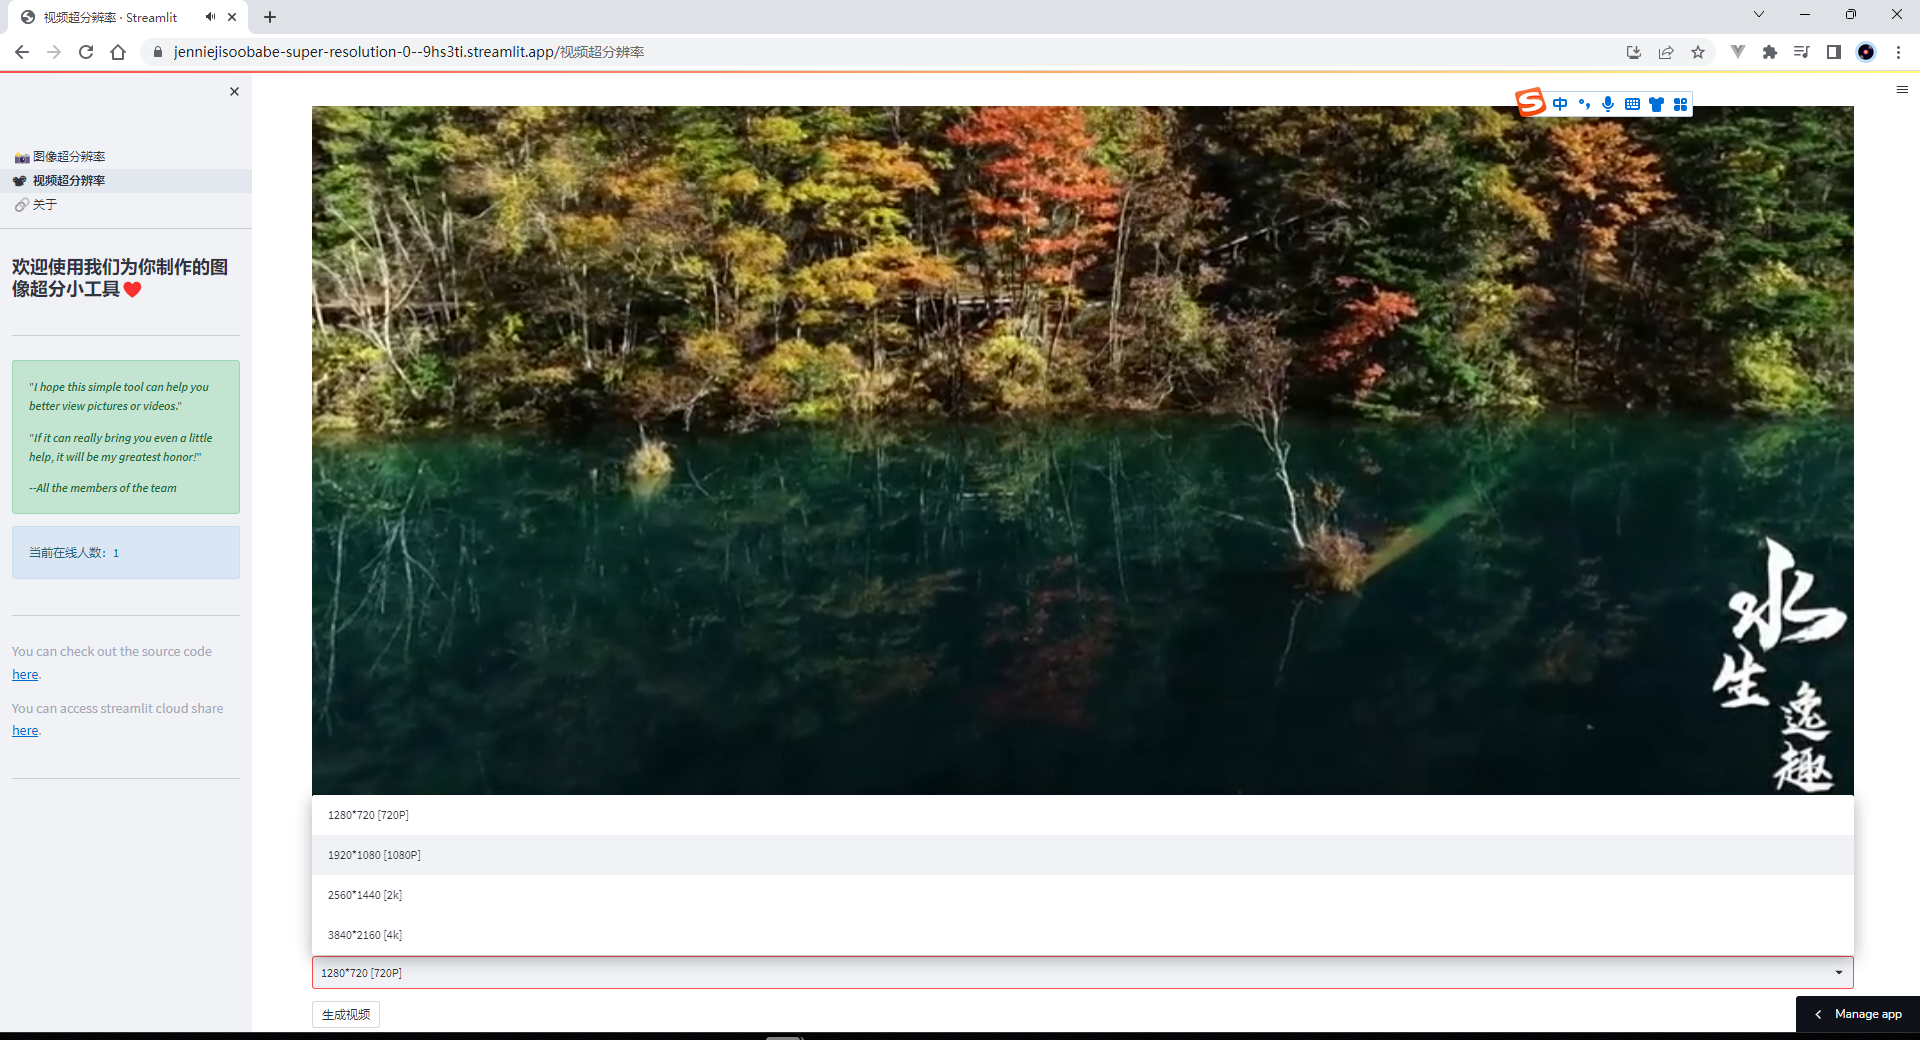 视频超分辨率 · Streamlit
jenniejisoobabe-super-resolution-0--9hs3ti.streamlit.app/视频超分辨率
中
图像超分辨率
视频超分辨率
关于
欢迎使用我们为你制作的图
像超分小工具
"I hope this simple tool can help you
better view pictures or videos."
"If it can really bring you even a little
help, it will be my greatest honor!"
--All the members of the team
当前在线人数：1
You can check out the source code
here.
You can access streamlit cloud share
here.
水
生
逸
趣
1280*720 [720P]
1920*1080 [1080P]
2560*1440 [2k]
3840*2160 [4k]
1280*720 [720P]
生成视频
Manage app